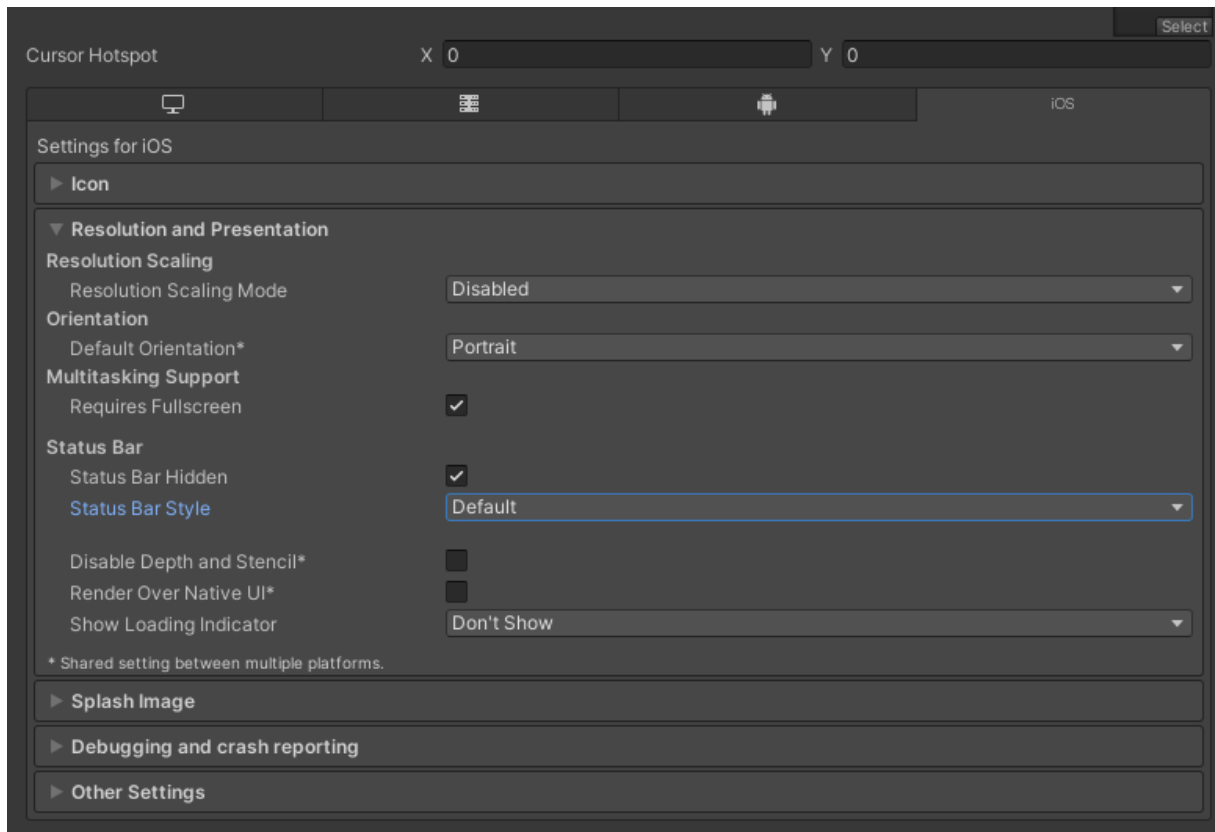 Select
Cursor Hotspot X 0 Y 0
iOS
Settings for iOS
Icon
Resolution and Presentation
Resolution Scaling
Resolution Scaling Mode Disabled
Orientation
Default Orientation* Portrait
Multitasking Support
Requires Fullscreen
Status Bar
Status Bar Hidden
Status Bar Style Default
Disable Depth and Stencil*
Render Over Native UI*
Show Loading Indicator Don't Show
* Shared setting between multiple platforms.
Splash Image
Debugging and crash reporting
Other Settings